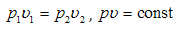 p₁υ₁ = p₂υ₂ , pυ = const